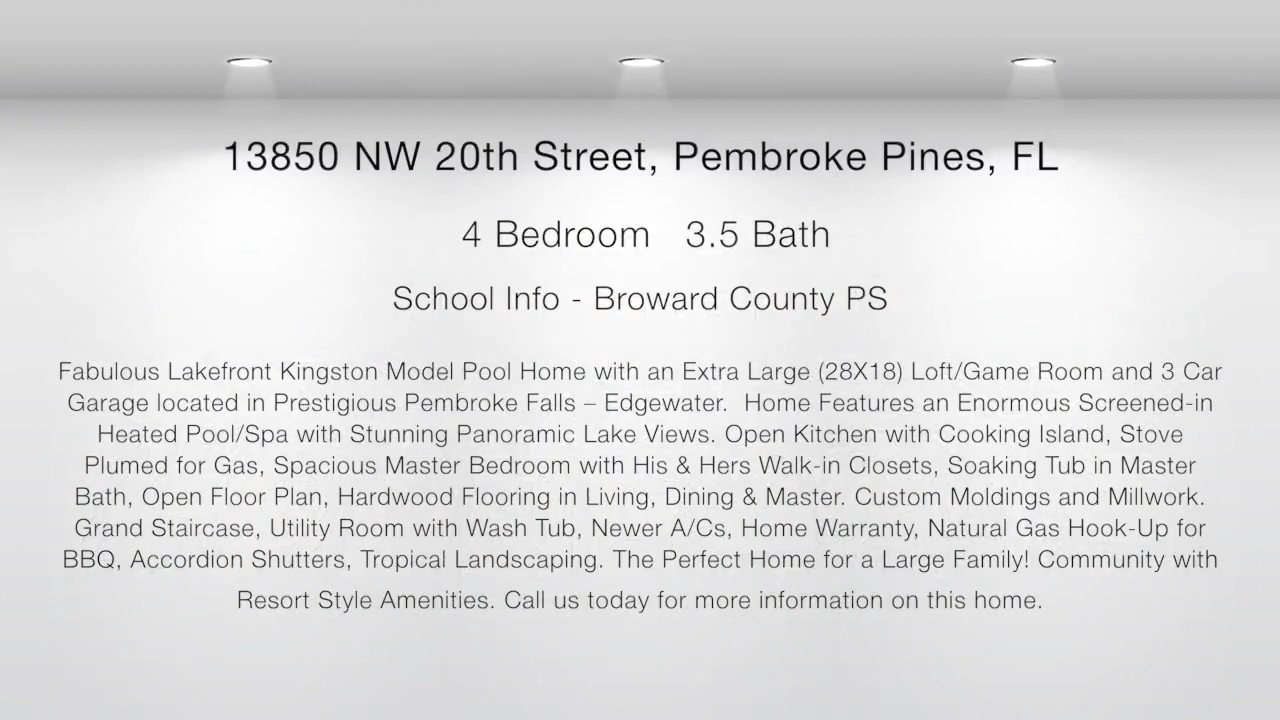 13850 NW 20th Street, Pembroke Pines, FL
4 Bedroom 3.5 Bath
School Info - Broward County PS
Fabulous Lakefront Kingston Model Pool Home with an Extra Large (28X18) Loft/Game Room and 3 Car
Garage located in Prestigious Pembroke Falls – Edgewater. Home Features an Enormous Screened-in
Heated Pool/Spa with Stunning Panoramic Lake Views. Open Kitchen with Cooking Island, Stove
Plumed for Gas, Spacious Master Bedroom with His & Hers Walk-in Closets, Soaking Tub in Master
Bath, Open Floor Plan, Hardwood Flooring in Living, Dining & Master. Custom Moldings and Millwork.
Grand Staircase, Utility Room with Wash Tub, Newer A/Cs, Home Warranty, Natural Gas Hook-Up for
BBQ, Accordion Shutters, Tropical Landscaping. The Perfect Home for a Large Family! Community with
Resort Style Amenities. Call us today for more information on this home.